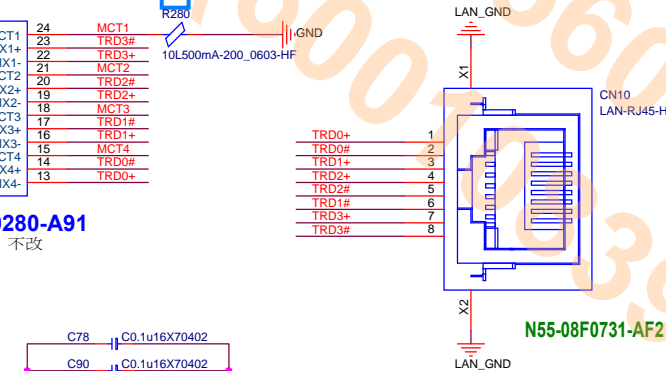 R280
GND
10L500mA-200_0603-HF
CT1 24 MCT1
X1+ 23 TRD3#
X1- 22 TRD3+
CT2 21 MCT2
X2+ 20 TRD2#
X2- 19 TRD2+
CT3 18 MCT3
X3+ 17 TRD1#
X3- 16 TRD1+
CT4 15 MCT4
X4+ 14 TRD0#
X4- 13 TRD0+
0280-A91
不改
LAN_GND
X1
CN10
LAN-RJ45-H
TRD0+ 1
TRD0# 2
TRD1+ 3
TRD2+ 4
TRD2# 5
TRD1# 6
TRD3+ 7
TRD3# 8
X2
N55-08F0731-AF2
LAN_GND
C78 C0.1u16X70402
C90 C0.1u16X70402